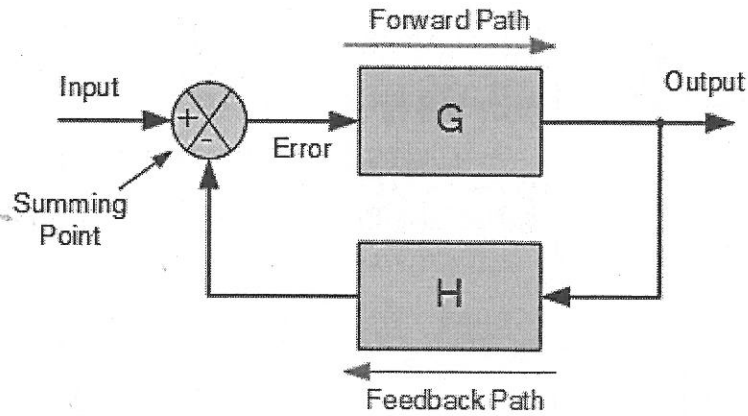 Forward Path
Input
Output
+
G
-
Error
Summing
Point
H
Feedback Path